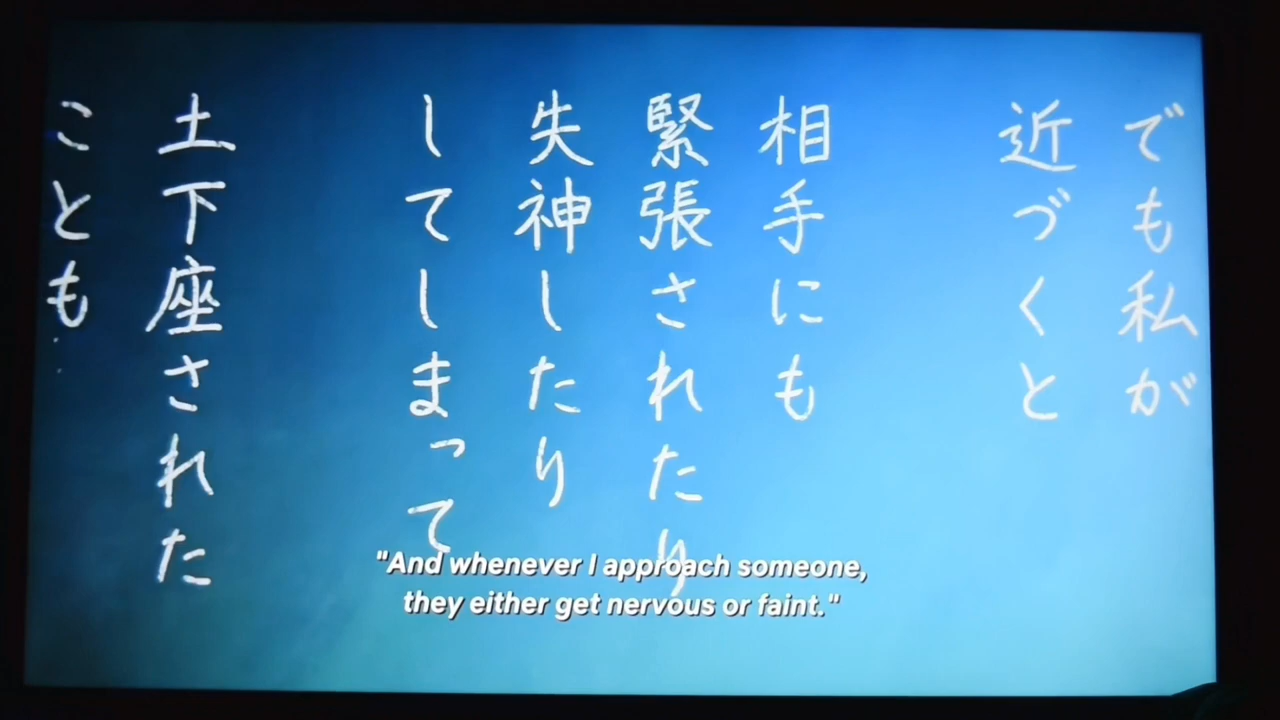 でも私が
近づくと
相手にも
緊張されたり
失神したり
してしまって
土下座された
ことも
"And whenever I approach someone,
they either get nervous or faint."